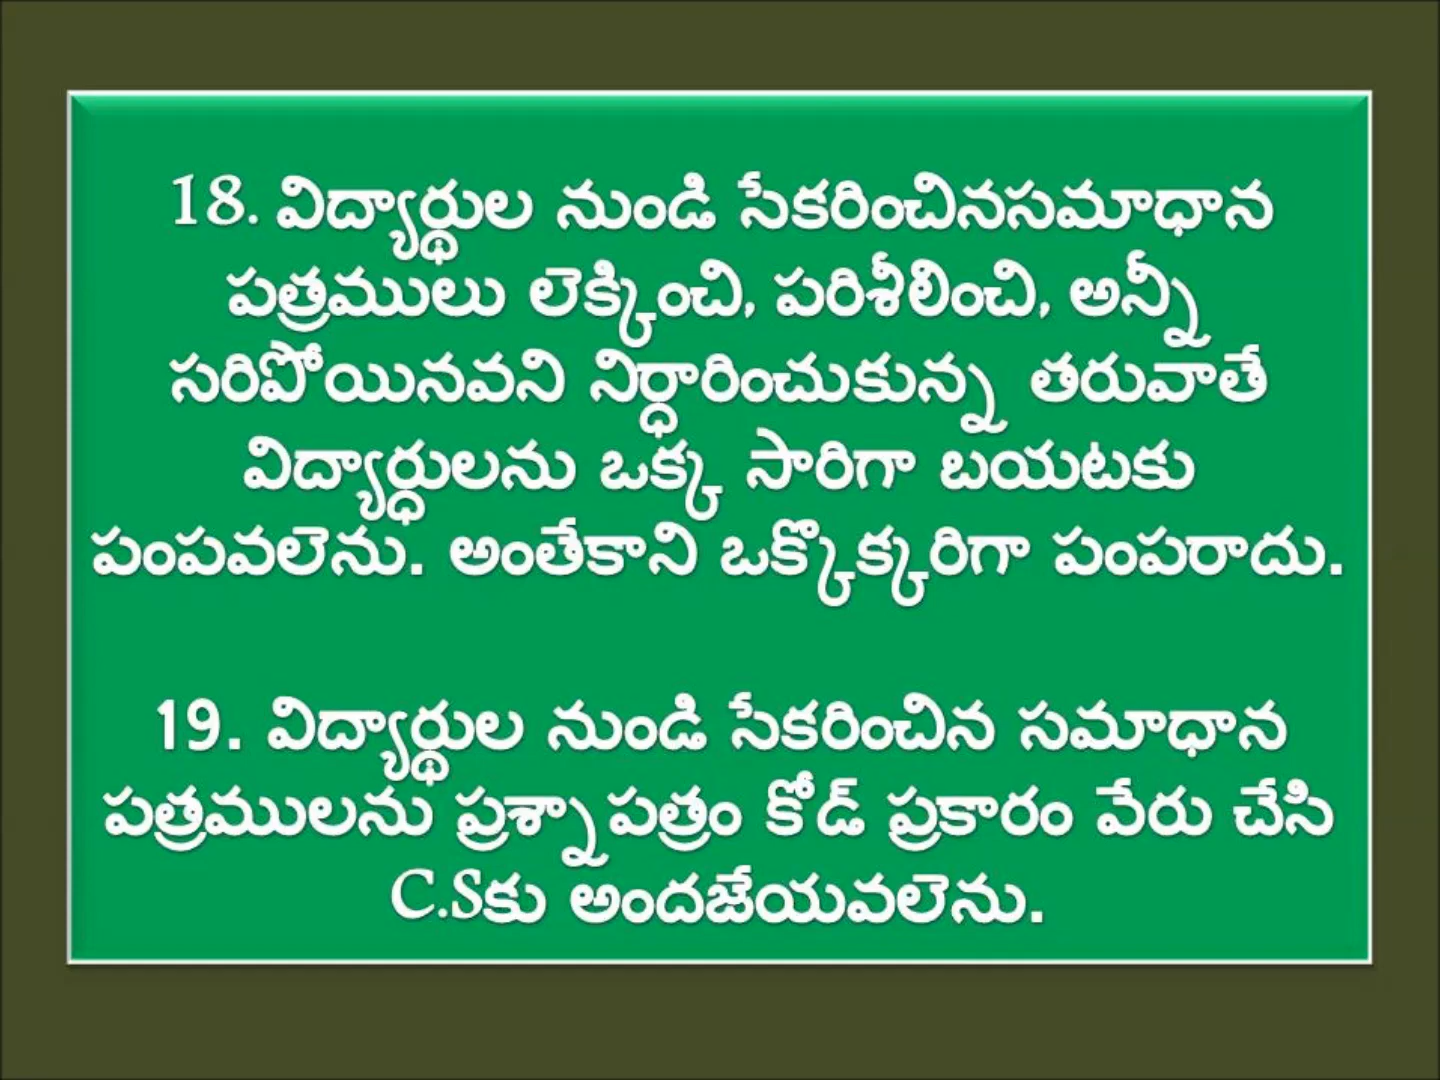 18. విద్యార్థుల నుండి సేకరించినసమాధాన
పత్రములు లెక్కించి, పరిశీలించి, అన్నీ
సరిపోయినవని నిర్ధారించుకున్న తరువాతే
విద్యార్ధులను ఒక్క సారిగా బయటకు
పంపవలెను. అంతేకాని ఒక్కొక్కరిగా పంపరాదు.
19. విద్యార్థుల నుండి సేకరించిన సమాధాన
పత్రములను ప్రశ్నాపత్రం కోడ్ ప్రకారం వేరు చేసి
C.Sకు అందజేయవలెను.